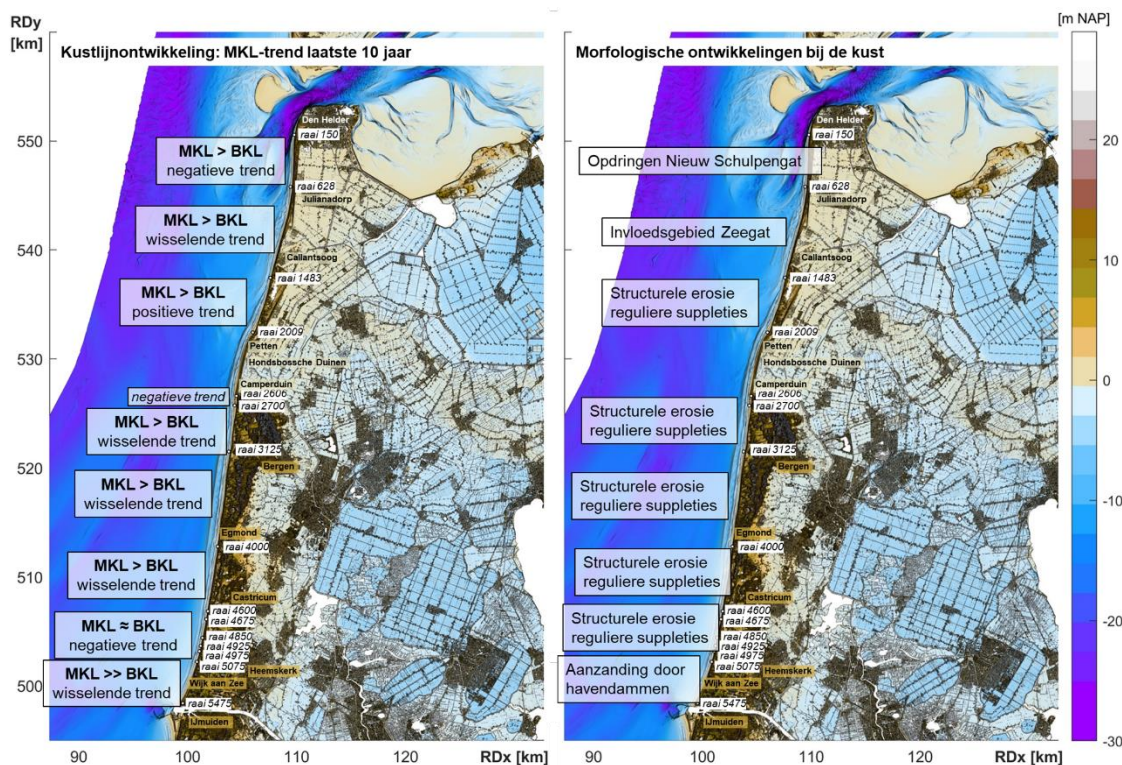 RDy
[km]
Kustlijnontwikkeling: MKL-trend laatste 10 jaar
550
540
530
520
510
500
90
100
110
120
RDx [km]
MKL > BKL
negatieve trend
MKL > BKL
wisselende trend
MKL > BKL
positieve trend
negatieve trend
MKL > BKL
wisselende trend
MKL > BKL
wisselende trend
MKL > BKL
wisselende trend
MKL ≈ BKL
negatieve trend
MKL >> BKL
wisselende trend
Den Helder
raai 150
raai 628
Julianadorp
Callantsoog
raai 1483
raai 2009
Petten
Hondsbossche Duinen
Camperduin
raai 2606
raai 2700
raai 3125
Bergen
Egmond
raai 4000
Castricum
raai 4600
raai 4675
raai 4850
raai 4925
raai 4975
raai 5075
Heemskerk
Wijk aan Zee
raai 5475
IJmuiden
Morfologische ontwikkelingen bij de kust
Opdringen Nieuw Schulpengat
Invloedsgebied Zeegat
Structurele erosie
reguliere suppleties
Structurele erosie
reguliere suppleties
Structurele erosie
reguliere suppleties
Structurele erosie
reguliere suppleties
Structurele erosie
reguliere suppleties
Aanzanding door
havendammen
Den Helder
raai 150
raai 628
Julianadorp
Callantsoog
raai 1483
raai 2009
Petten
Hondsbossche Duinen
Camperduin
raai 2606
raai 2700
raai 3125
Bergen
Egmond
raai 4000
Castricum
raai 4600
raai 4675
raai 4850
raai 4925
raai 4975
raai 5075
Heemskerk
Wijk aan Zee
raai 5475
IJmuiden
90
100
110
120
RDx [km]
[m NAP]
20
10
0
-10
-20
-30